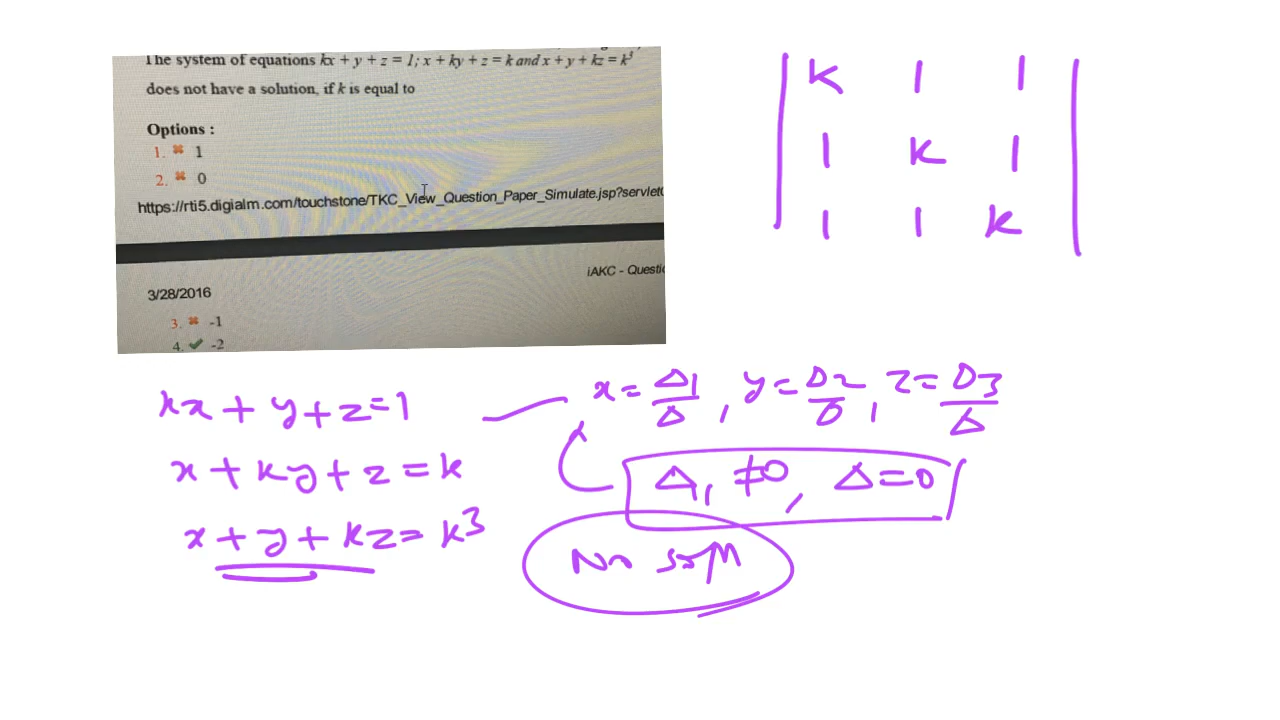 The system of equations kx + y + z = 1; x + ky + z = k and x + y + kz = k³
does not have a solution, if k is equal to
Options :
1. ✖ 1
2. ✖ 0
https://rti5.digialm.com/touchstone/TKC_View_Question_Paper_Simulate.jsp?servlet
iAKC - Questi
3/28/2016
3. ✖ -1
4. ✔ -2
K 1 1
1 K 1
1 1 K
kx + y + z = 1
x + ky + z = k
x + y + kz = k³
x = Δ1/Δ, y = Δ2/Δ, z = Δ3/Δ
Δ1 ≠ 0, Δ = 0
No solⁿ